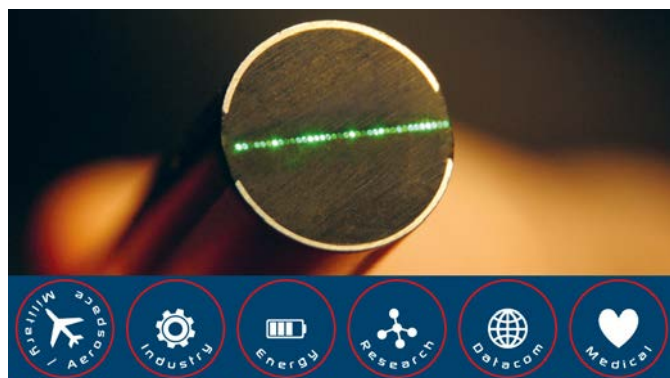 Military / Aerospace
Industry
Energy
Research
Datacom
Medical